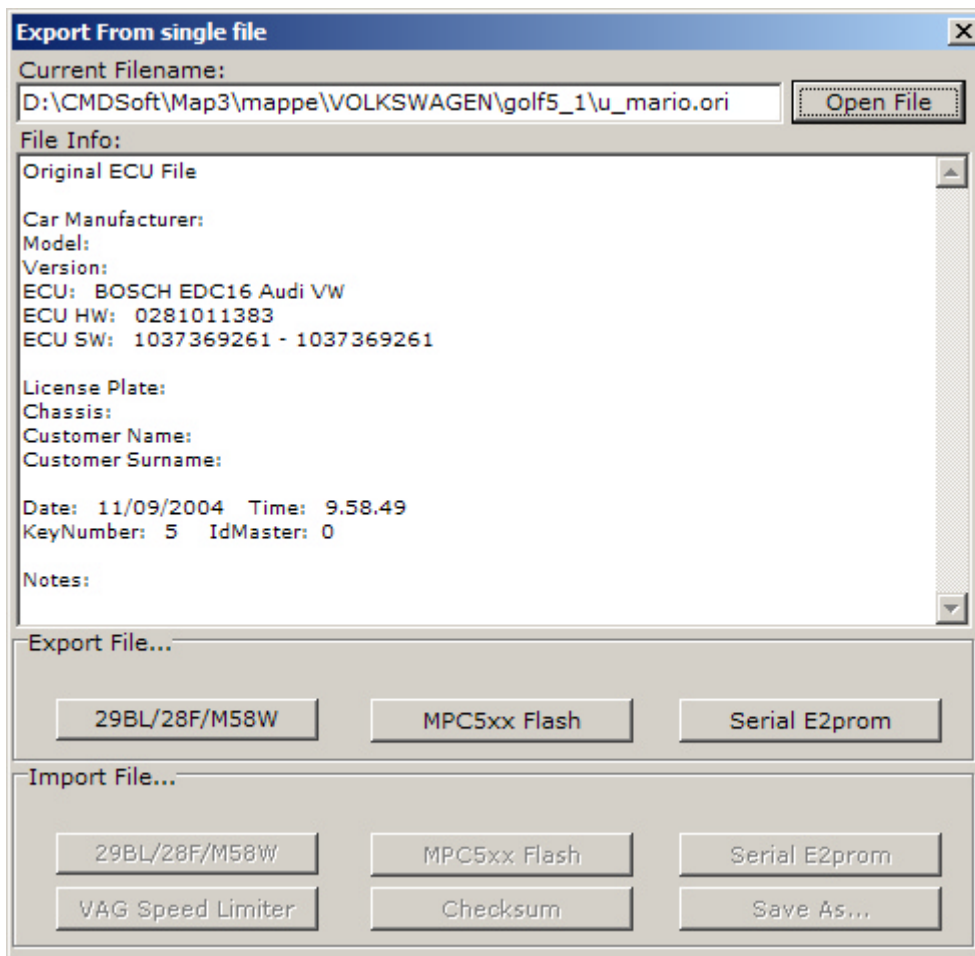 Export From single file
Current Filename:
D:\CMDSoft\Map3\mappe\VOLKSWAGEN\golf5_1\u_mario.ori
Open File
File Info:
Original ECU File
Car Manufacturer:
Model:
Version:
ECU: BOSCH EDC16 Audi VW
ECU HW: 0281011383
ECU SW: 1037369261 - 1037369261
License Plate:
Chassis:
Customer Name:
Customer Surname:
Date: 11/09/2004 Time: 9.58.49
KeyNumber: 5 IdMaster: 0
Notes:
Export File...
29BL/28F/M58W MPC5xx Flash Serial E2prom
Import File...
29BL/28F/M58W MPC5xx Flash Serial E2prom
VAG Speed Limiter Checksum Save As...